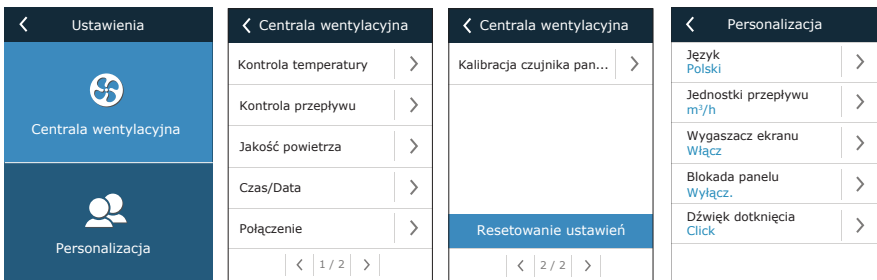 Ustawienia
Centrala wentylacyjna
Personalizacja
Centrala wentylacyjna
Kontrola temperatury
Kontrola przepływu
Jakość powietrza
Czas/Data
Połączenie
1 / 2
Centrala wentylacyjna
Kalibracja czujnika pan...
Resetowanie ustawień
2 / 2
Personalizacja
Język
Polski
Jednostki przepływu
m³/h
Wygaszacz ekranu
Włącz
Blokada panelu
Wyłącz.
Dźwięk dotknięcia
Click